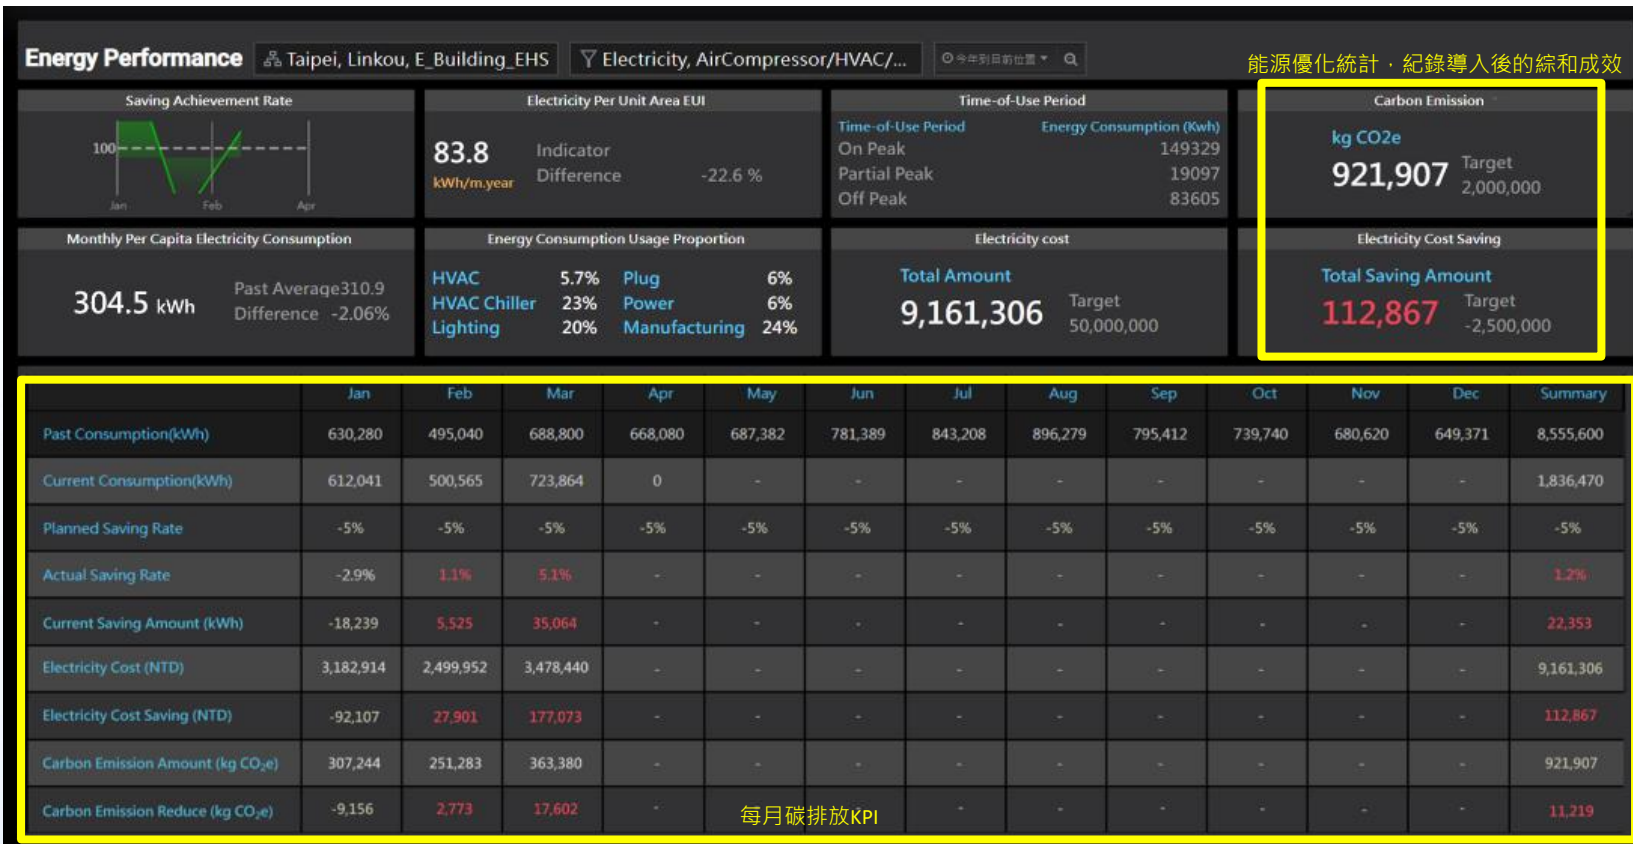 Energy Performance Taipei, Linkou, E_Building_EHS Electricity, AirCompressor/HVAC/... 今年到目前位置
能源優化統計，紀錄導入後的綜和成效
Saving Achievement Rate
100
Jan Feb Apr
Electricity Per Unit Area EUI
83.8
kWh/m.year
Indicator
Difference -22.6 %
Time-of-Use Period
Time-of-Use Period Energy Consumption (Kwh)
On Peak 149329
Partial Peak 19097
Off Peak 83605
Carbon Emission
kg CO2e
921,907
Target
2,000,000
Monthly Per Capita Electricity Consumption
304.5 kWh
Past Average310.9
Difference -2.06%
Energy Consumption Usage Proportion
HVAC 5.7% Plug 6%
HVAC Chiller 23% Power 6%
Lighting 20% Manufacturing 24%
Electricity cost
Total Amount
9,161,306
Target
50,000,000
Electricity Cost Saving
Total Saving Amount
112,867
Target
-2,500,000
Jan Feb Mar Apr May Jun Jul Aug Sep Oct Nov Dec Summary
Past Consumption(kWh) 630,280 495,040 688,800 668,080 687,382 781,389 843,208 896,279 795,412 739,740 680,620 649,371 8,555,600
Current Consumption(kWh) 612,041 500,565 723,864 0 - - - - - - - - 1,836,470
Planned Saving Rate -5% -5% -5% -5% -5% -5% -5% -5% -5% -5% -5% -5% -5%
Actual Saving Rate -2.9% 1.1% 5.1% - - - - - - - - - 1.2%
Current Saving Amount (kWh) -18,239 5,525 35,064 - - - - - - - - - 22,353
Electricity Cost (NTD) 3,182,914 2,499,952 3,478,440 - - - - - - - - - 9,161,306
Electricity Cost Saving (NTD) -92,107 27,901 177,073 - - - - - - - - - 112,867
Carbon Emission Amount (kg CO₂e) 307,244 251,283 363,380 - - - - - - - - - 921,907
Carbon Emission Reduce (kg CO₂e) -9,156 2,773 17,602 - - - - - - - - - 11,219
每月碳排放KPI